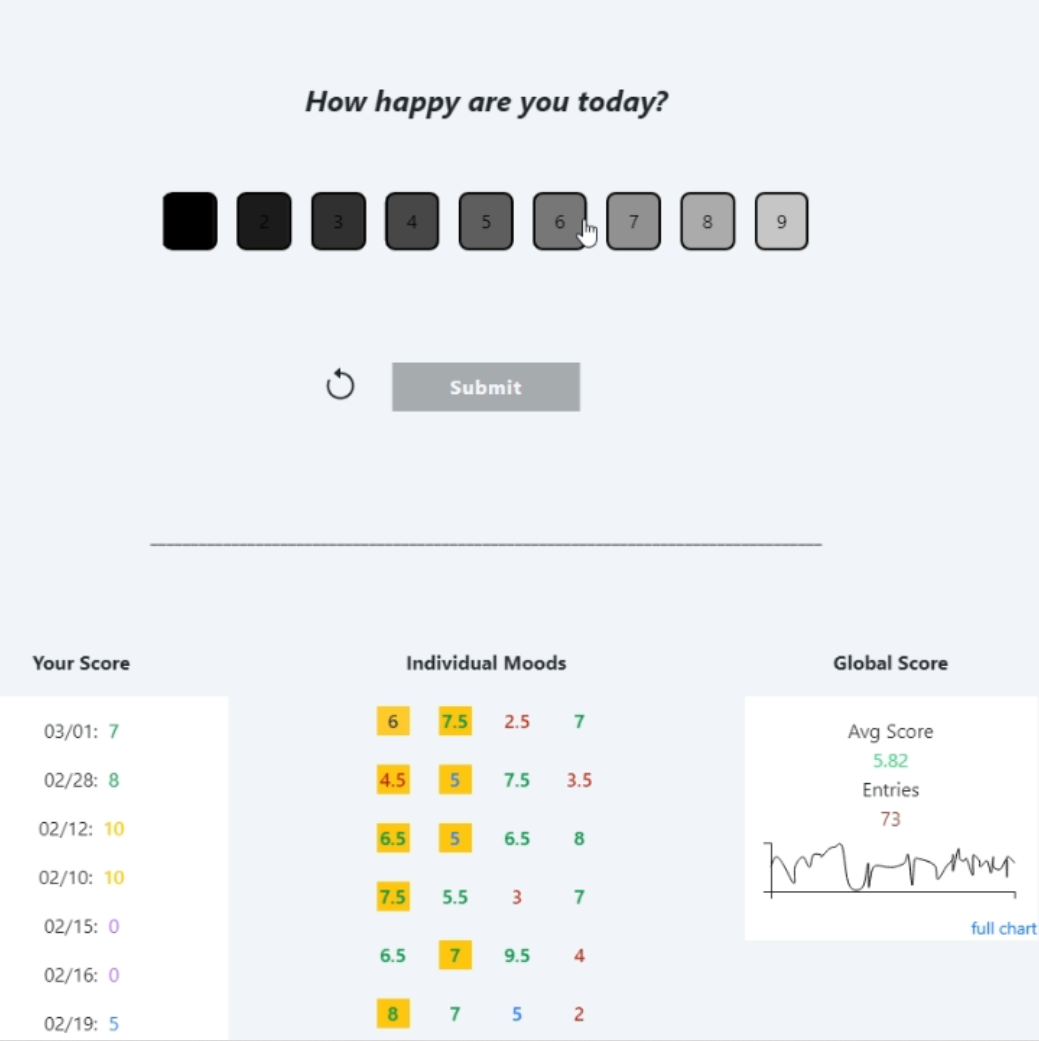 How happy are you today?
2 3 4 5 6 7 8 9
Submit
Your Score
03/01: 7
02/28: 8
02/12: 10
02/10: 10
02/15: 0
02/16: 0
02/19: 5
Individual Moods
6 7.5 2.5 7
4.5 5 7.5 3.5
6.5 5 6.5 8
7.5 5.5 3 7
6.5 7 9.5 4
8 7 5 2
Global Score
Avg Score
5.82
Entries
73
full chart